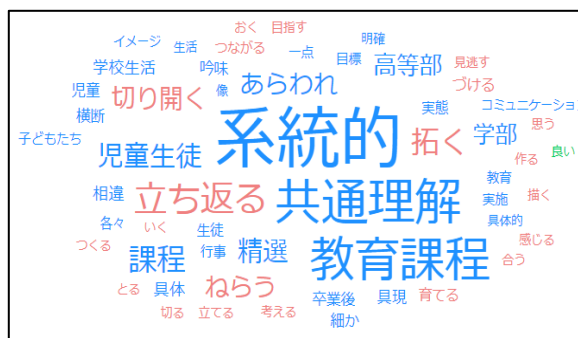 おく 目指す
イメージ 生活 つながる 一点 明確
学校生活 吟味 目標 高等部 見逃す
児童 切り開く 像 あらわれ づける
横断 系統的 実態 コミュニケーショ
子どもたち 児童生徒 拓く 学部 思う
作る 良い
相違 立ち返る 共通理解 教育 描く
実施
各々 いく 生徒 具体的
つくる 課程 行事 精選 教育課程 感じる
合う
とる 具体 ねらう 卒業後 具現 育てる
切る 立てる 考える 細か